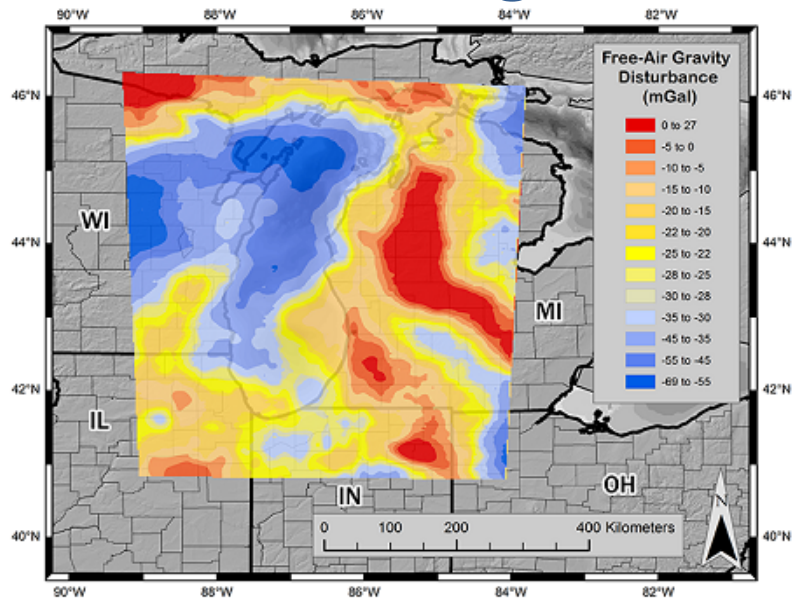 90°W 88°W 86°W 84°W 82°W
Free-Air Gravity
Disturbance
(mGal)
46°N 46°N
0 to 27
-5 to 0
-10 to -5
-15 to -10
-20 to -15
-22 to -20
-25 to -22
-28 to -25
-30 to -28
-35 to -30
-45 to -35
-55 to -45
-69 to -55
WI
44°N 44°N
MI
42°N 42°N
IL
OH
IN
N
0 100 200 400 Kilometers
40°N 40°N
90°W 88°W 86°W 84°W 82°W